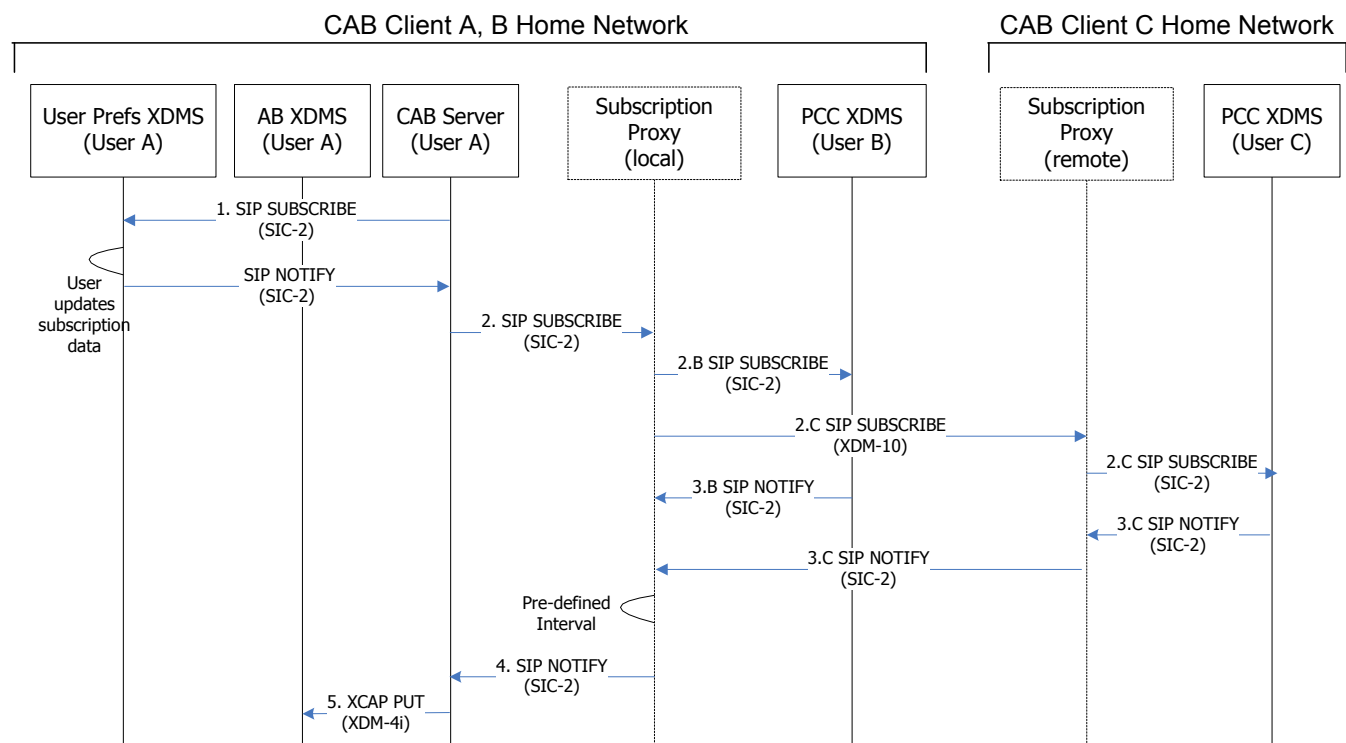 CAB Client A, B Home Network
CAB Client C Home Network
User Prefs XDMS
(User A)
AB XDMS
(User A)
CAB Server
(User A)
Subscription
Proxy
(local)
PCC XDMS
(User B)
Subscription
Proxy
(remote)
PCC XDMS
(User C)
1. SIP SUBSCRIBE
(SIC-2)
User
updates
subscription
data
SIP NOTIFY
(SIC-2)
2. SIP SUBSCRIBE
(SIC-2)
2.B SIP SUBSCRIBE
(SIC-2)
2.C SIP SUBSCRIBE
(XDM-10)
2.C SIP SUBSCRIBE
(SIC-2)
3.B SIP NOTIFY
(SIC-2)
3.C SIP NOTIFY
(SIC-2)
3.C SIP NOTIFY
(SIC-2)
Pre-defined
Interval
4. SIP NOTIFY
(SIC-2)
5. XCAP PUT
(XDM-4i)